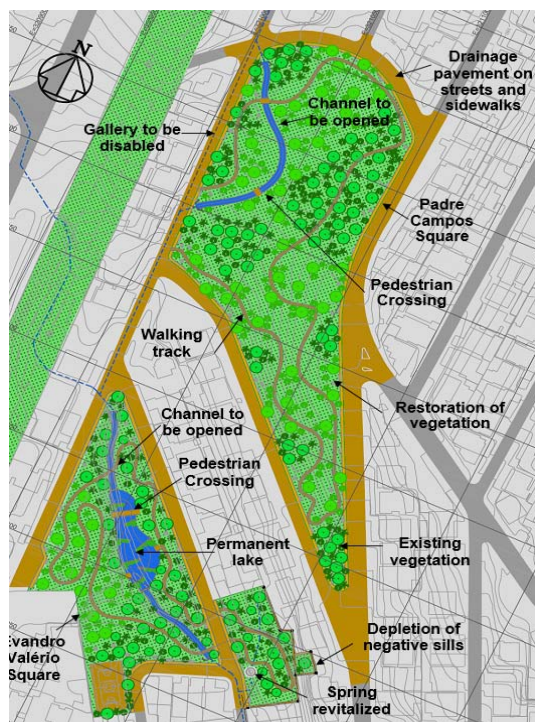 N
Drainage
pavement on
streets and
sidewalks
Channel to
be opened
Gallery to be
disabled
Padre
Campos
Square
Pedestrian
Crossing
Walking
track
Channel to
be opened
Restoration of
vegetation
Pedestrian
Crossing
Permanent
lake
Existing
vegetation
Evandro
Valério
Square
Depletion of
negative sills
Spring
revitalized